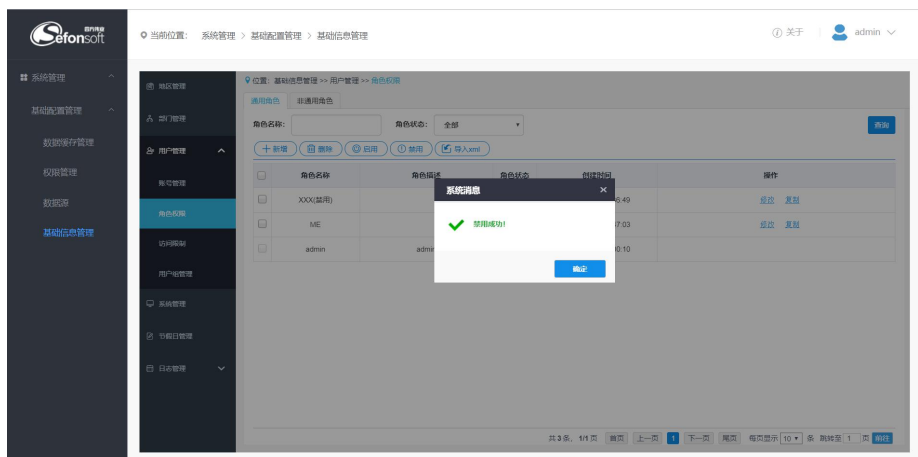 Sefonsoft
当前位置： 系统管理 > 基础配置管理 > 基础信息管理
关于
admin
系统管理
基础配置管理
数据缓存管理
权限管理
数据源
基础信息管理
地区管理
部门管理
用户管理
账号管理
角色权限
访问限制
用户组管理
系统管理
节假日管理
日志管理
位置： 基础信息管理 >> 用户管理 >> 角色权限
通用角色 非通用角色
角色名称： 角色状态： 全部 查询
新增 删除 启用 禁用 导入xml
角色名称 角色描述 角色状态 创建时间 操作
XXX(禁用) 6:49 修改 复制
ME 7:03 修改 复制
admin admin 0:10
系统消息 ×
禁用成功!
确定
共 3 条，1/1 页 首页 上一页 1 下一页 尾页 每页显示 10 条 跳转至 1 页 前往